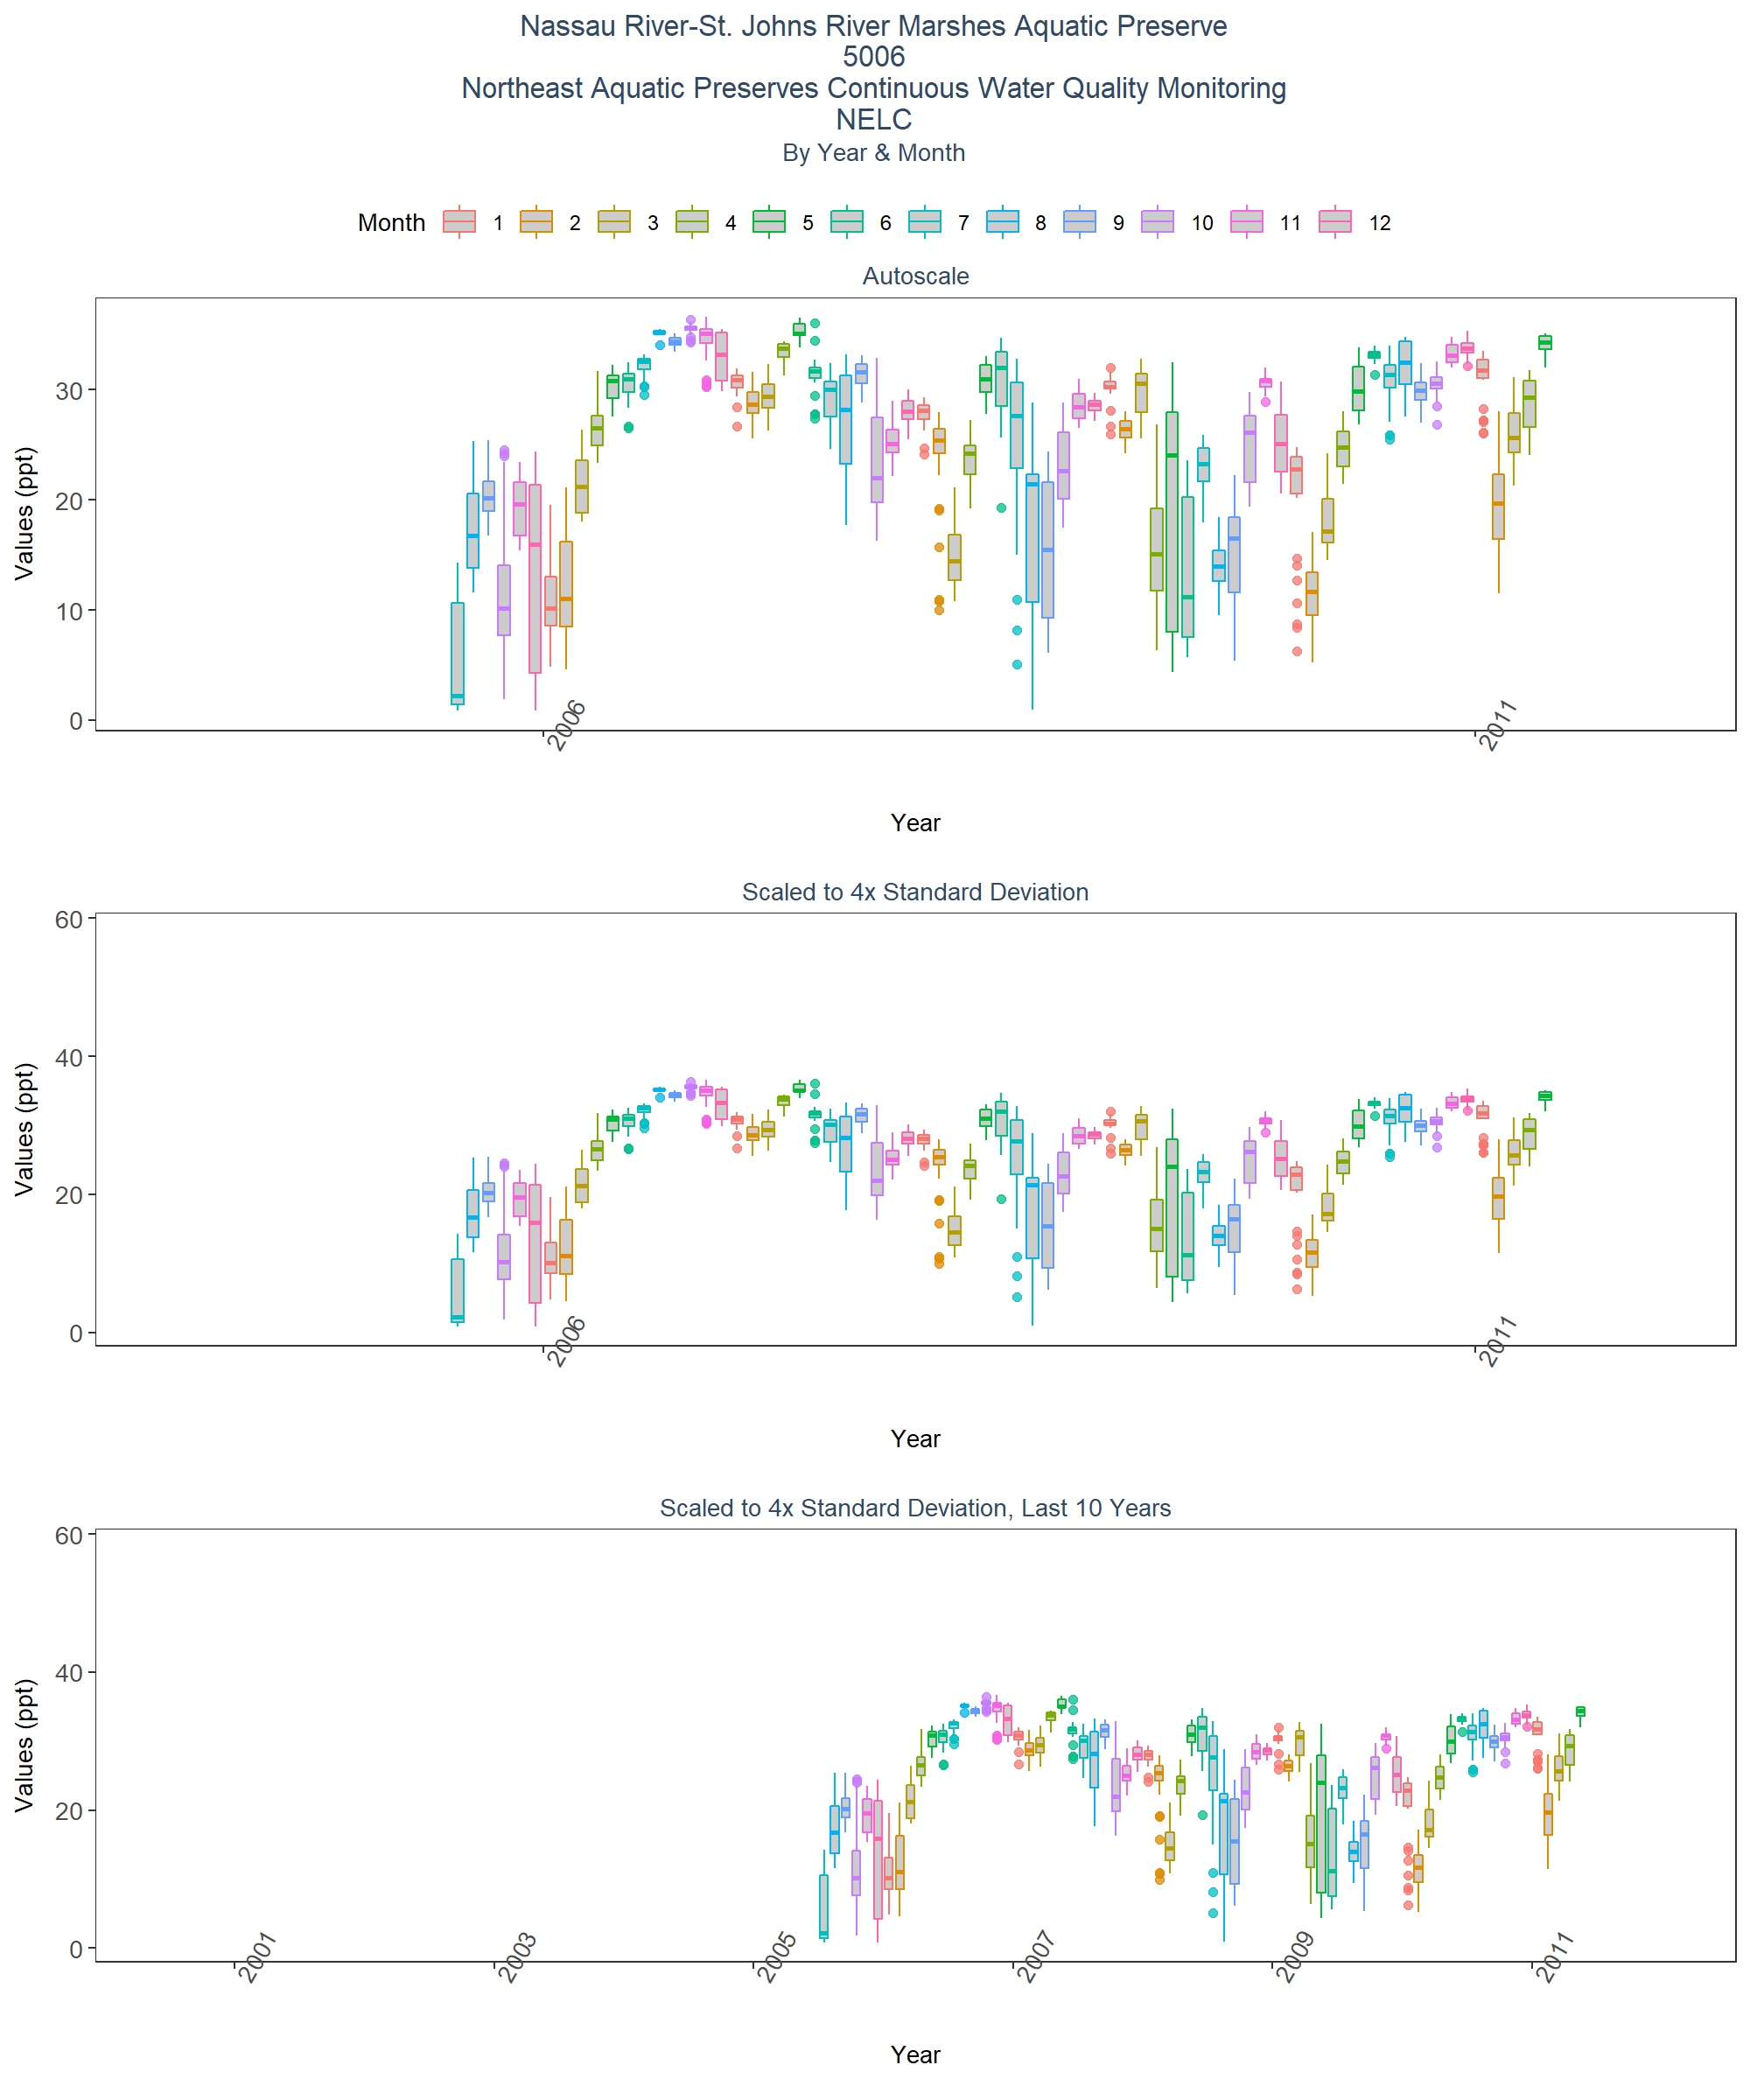 Nassau River-St. Johns River Marshes Aquatic Preserve
5006
Northeast Aquatic Preserves Continuous Water Quality Monitoring
NELC
By Year & Month
Month 1 2 3 4 5 6 7 8 9 10 11 12
Autoscale
Values (ppt)
30
20
10
0
2006 2011
Year
Scaled to 4x Standard Deviation
Values (ppt)
60
40
20
0
2006 2011
Year
Scaled to 4x Standard Deviation, Last 10 Years
Values (ppt)
60
40
20
0
2001 2003 2005 2007 2009 2011
Year